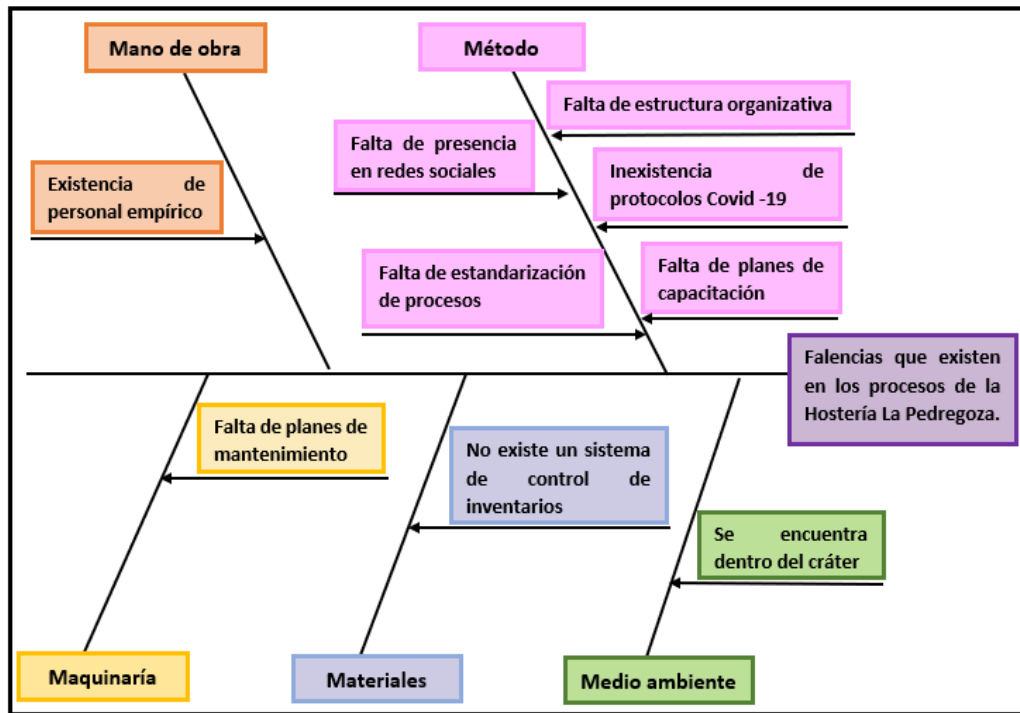 Mano de obra
Método
Falta de estructura organizativa
Falta de presencia
en redes sociales
Inexistencia de
protocolos Covid -19
Existencia de
personal empírico
Falta de estandarización
de procesos
Falta de planes de
capacitación
Falencias que existen
en los procesos de la
Hostería La Pedregoza.
Falta de planes de
mantenimiento
No existe un sistema
de control de
inventarios
Se encuentra
dentro del cráter
Maquinaría
Materiales
Medio ambiente